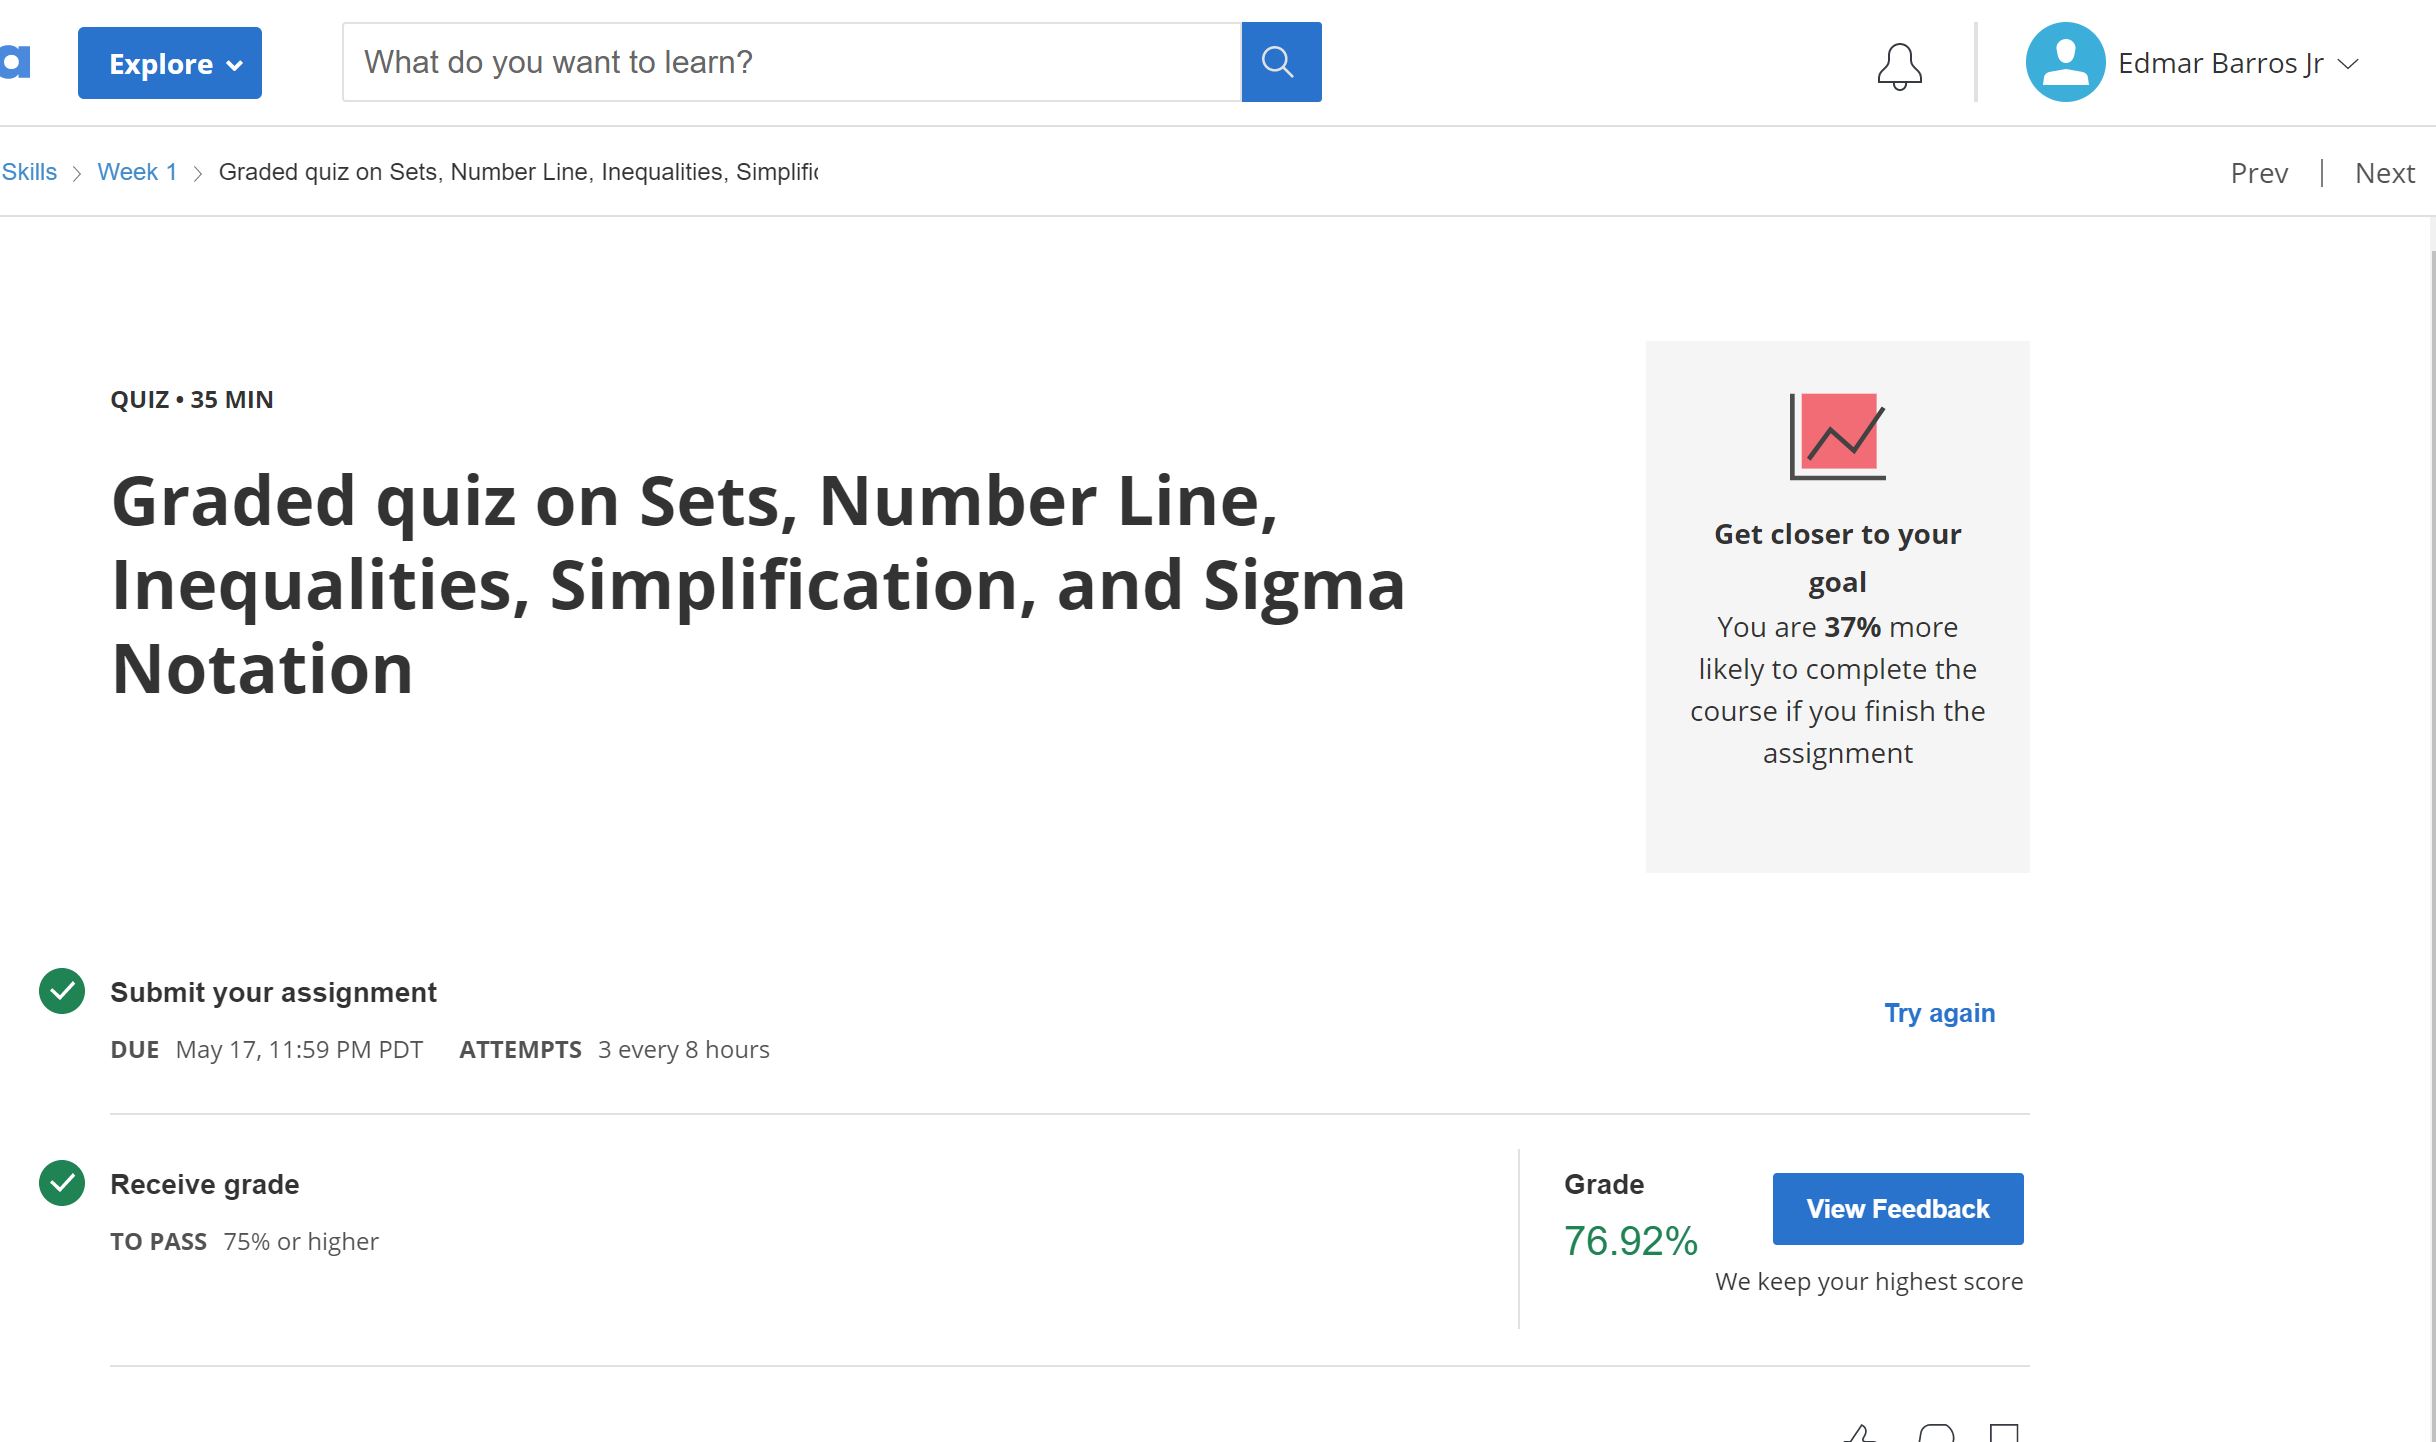 a
Explore
What do you want to learn?
Edmar Barros Jr
Skills > Week 1 > Graded quiz on Sets, Number Line, Inequalities,
Prev | Next
QUIZ • 35 MIN
Graded quiz on Sets, Number Line,
Inequalities, Simplification, and Sigma
Notation
Get closer to your
goal
You are 37% more
likely to complete the
course if you finish the
assignment
Submit your assignment
DUE May 17, 11:59 PM PDT ATTEMPTS 3 every 8 hours
Try again
Receive grade
TO PASS 75% or higher
Grade
76.92%
View Feedback
We keep your highest score